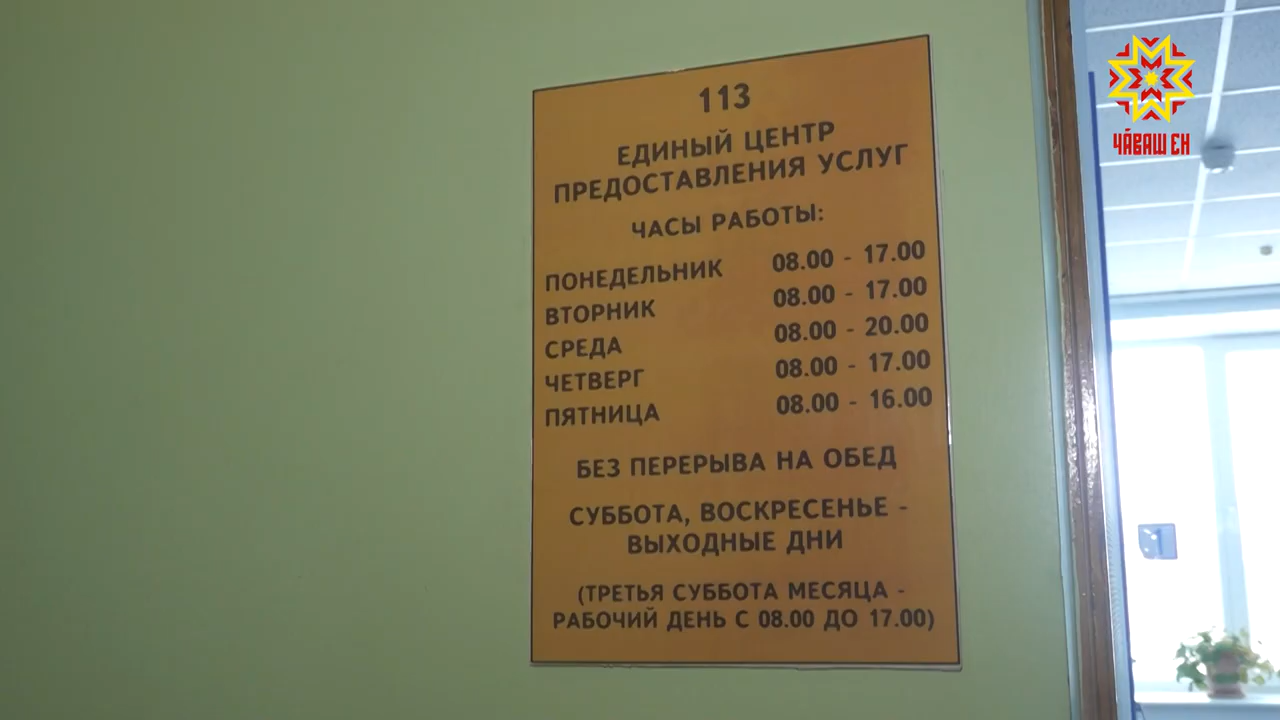 113
ЕДИНЫЙ ЦЕНТР
ПРЕДОСТАВЛЕНИЯ УСЛУГ
ЧАСЫ РАБОТЫ:
ПОНЕДЕЛЬНИК 08.00 - 17.00
ВТОРНИК 08.00 - 17.00
СРЕДА 08.00 - 20.00
ЧЕТВЕРГ 08.00 - 17.00
ПЯТНИЦА 08.00 - 16.00
БЕЗ ПЕРЕРЫВА НА ОБЕД
СУББОТА, ВОСКРЕСЕНЬЕ -
ВЫХОДНЫЕ ДНИ
(ТРЕТЬЯ СУББОТА МЕСЯЦА -
РАБОЧИЙ ДЕНЬ С 08.00 ДО 17.00)
ЧӐВАШ ЕН